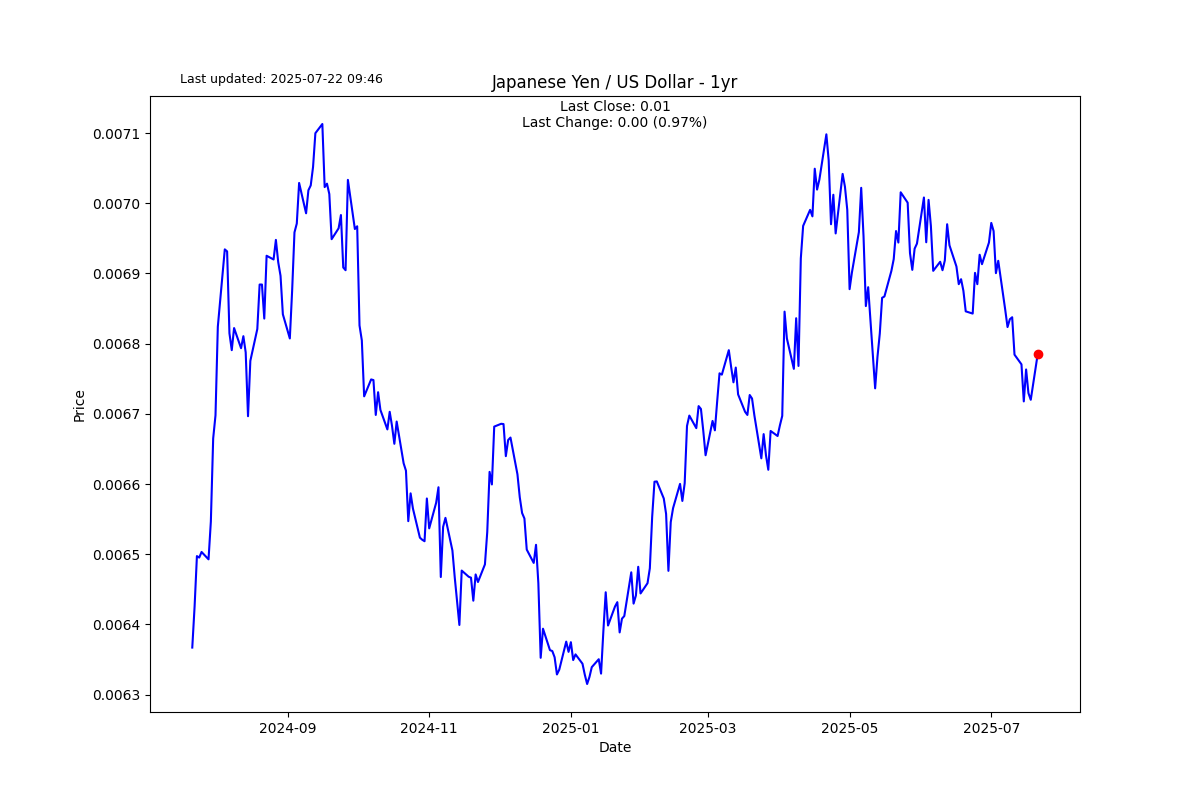 Last updated: 2025-07-22 09:46
Japanese Yen / US Dollar - 1yr
Last Close: 0.01
Last Change: 0.00 (0.97%)
0.0071
0.0070
0.0069
0.0068
0.0067
0.0066
0.0065
0.0064
0.0063
Price
2024-09
2024-11
2025-01
2025-03
2025-05
2025-07
Date